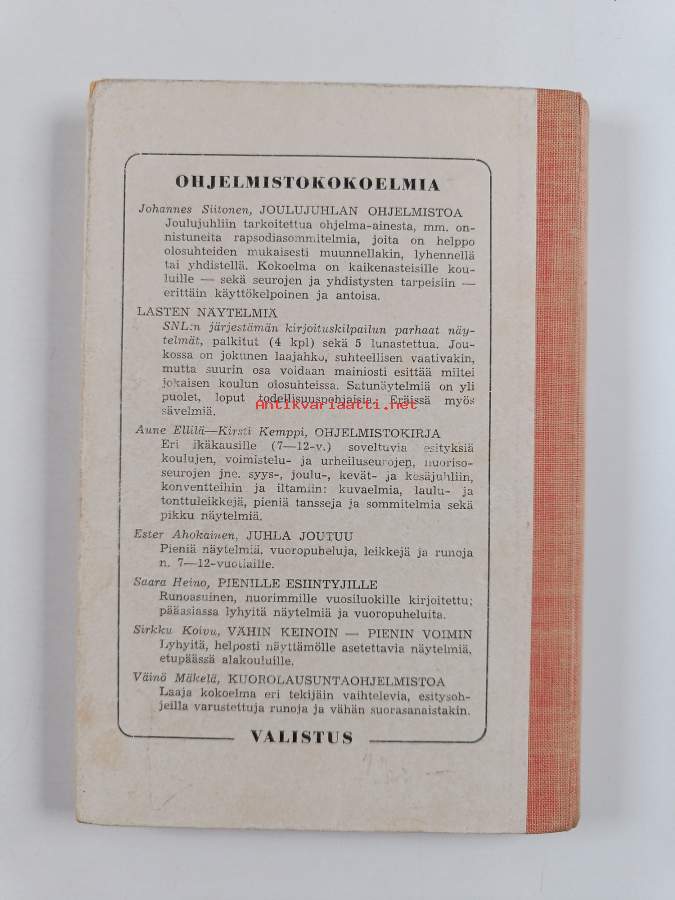 OHJELMISTOKOKOELMIA
Johannes Siitonen, JOULUJUHLAN OHJELMISTOA
Joulujuhliin tarkoitettua ohjelma-ainesta, mm. on-
nistuneita rapsodiasommitelmia, joita on helppo
olosuhteiden mukaisesti muunnellakin, lyhennellä
tai yhdistellä. Kokoelma on kaikenasteisille kou-
luille — sekä seurojen ja yhdistysten tarpeisiin —
erittäin käyttökelpoinen ja antoisa.
LASTEN NÄYTELMIÄ
SNL:n järjestämän kirjoituskilpailun parhaat näy-
telmät, palkitut (4 kpl) sekä 5 lunastettua. Jou-
kossa on jokunen laajahko, suhteellisen vaativakin,
mutta suurin osa voidaan mainiosti esittää miltei
jokaisen koulun olosuhteissa. Satunäytelmiä on yli
puolet, loput todellisuuspohjaisia. Eräissä myös
sävelmiä.
Antikvariaatti.net
Aune Ellilä—Kirsti Kemppi, OHJELMISTOKIRJA
Eri ikäkausille (7—12-v.) soveltuvia esityksiä
koulujen, voimistelu- ja urheiluseurojen, nuoriso-
seurojen jne. syys-, joulu-, kevät- ja kesäjuhliin,
konventteihin ja iltamiin: kuvaelmia, laulu- ja
tonttuleikkejä, pieniä tansseja ja sommitelmia sekä
pikku näytelmiä.
Ester Ahokainen, JUHLA JOUTUU
Pieniä näytelmiä, vuoropuheluja, leikkejä ja runoja
n. 7—12-vuotiaille.
Saara Heino, PIENILLE ESIINTYJILLE
Runoasuinen, nuorimmille vuosiluokille kirjoitettu;
pääasiassa lyhyitä näytelmiä ja vuoropuheluita.
Sirkku Koivu, VÄHIN KEINOIN — PIENIN VOIMIN
Lyhyitä, helposti näyttämölle asetettavia näytelmiä,
etupäässä alakouluille.
Väinö Mäkelä, KUOROLAUSUNTAOHJELMISTOA
Laaja kokoelma eri tekijäin vaihtelevia, esitysoh-
jeilla varustettuja runoja ja vähän suorasanaistakin.
VALISTUS